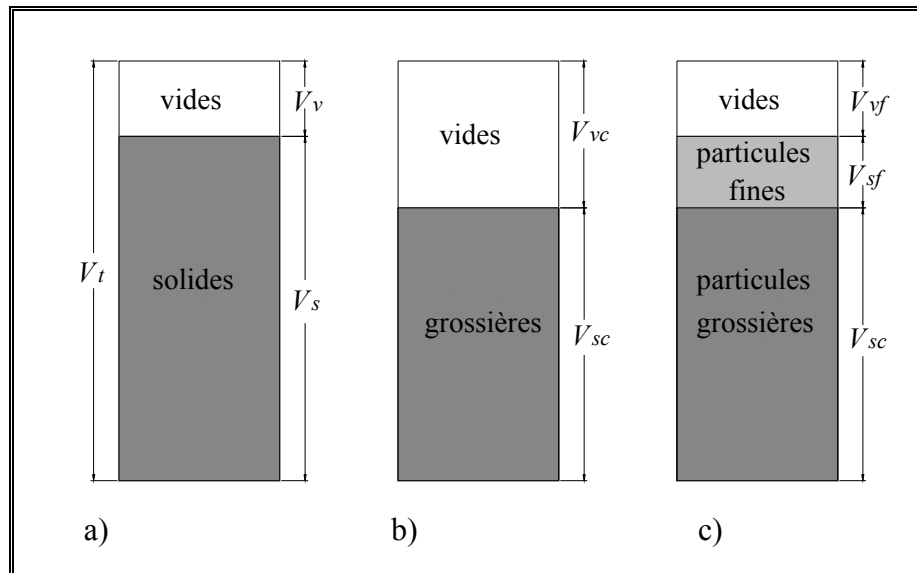 vides
V_v
V_t
solides
V_s
a)
vides
V_vc
grossières
V_sc
b)
vides
V_vf
particules
fines
V_sf
particules
grossières
V_sc
c)